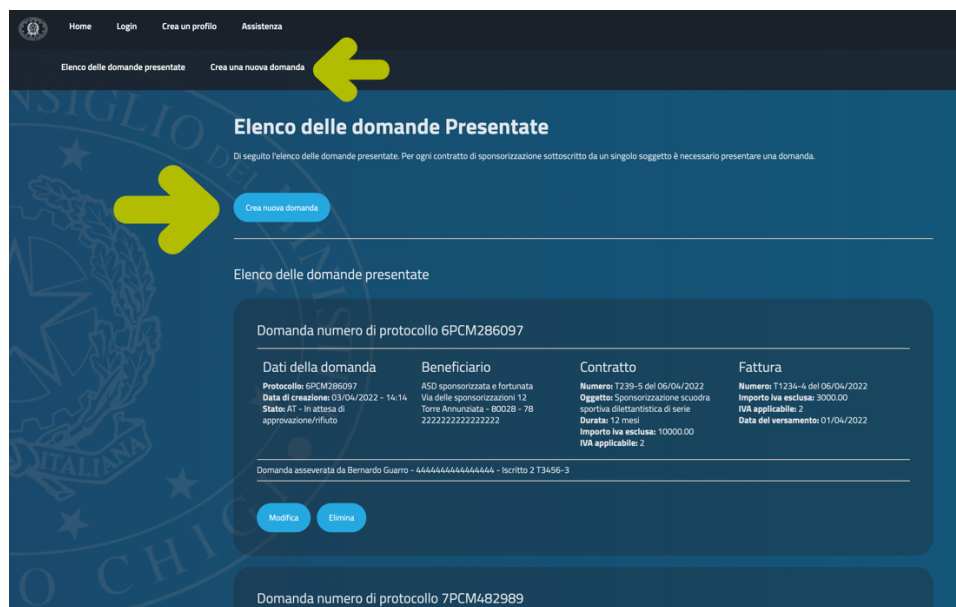 Home Login Crea un profilo Assistenza
Elenco delle domande presentate Crea una nuova domanda
Elenco delle domande Presentate
Di seguito l'elenco delle domande presentate. Per ogni contratto di sponsorizzazione sottoscritto da un singolo soggetto è necessario presentare una domanda.
Crea nuova domanda
Elenco delle domande presentate
Domanda numero di protocollo 6PCM286097
Dati della domanda
Protocollo: 6PCM286097
Data di creazione: 03/04/2022 - 14:14
Stato: AT - In attesa di
approvazione/rifiuto
Beneficiario
ASD sponsorizzata e fortunata
Via delle sponsorizzazioni 12
Torre Annunziata - 80028 - 78
2222222222222222
Contratto
Numero: T239-5 del 06/04/2022
Oggetto: Sponsorizzazione scuodra
sportiva dilettantistica di serie
Durata: 12 mesi
Importo iva esclusa: 10000.00
IVA applicabile: 2
Fattura
Numero: T1234-4 del 06/04/2022
Importo iva esclusa: 3000.00
IVA applicabile: 2
Data del versamento: 01/04/2022
Domanda asseverata da Bernardo Guarro - 4444444444444444 - Iscritto 2 T3456-3
Modifica Elimina
Domanda numero di protocollo 7PCM482989
NSIGLIO DEI MINIS
ITALIANA
O CHI